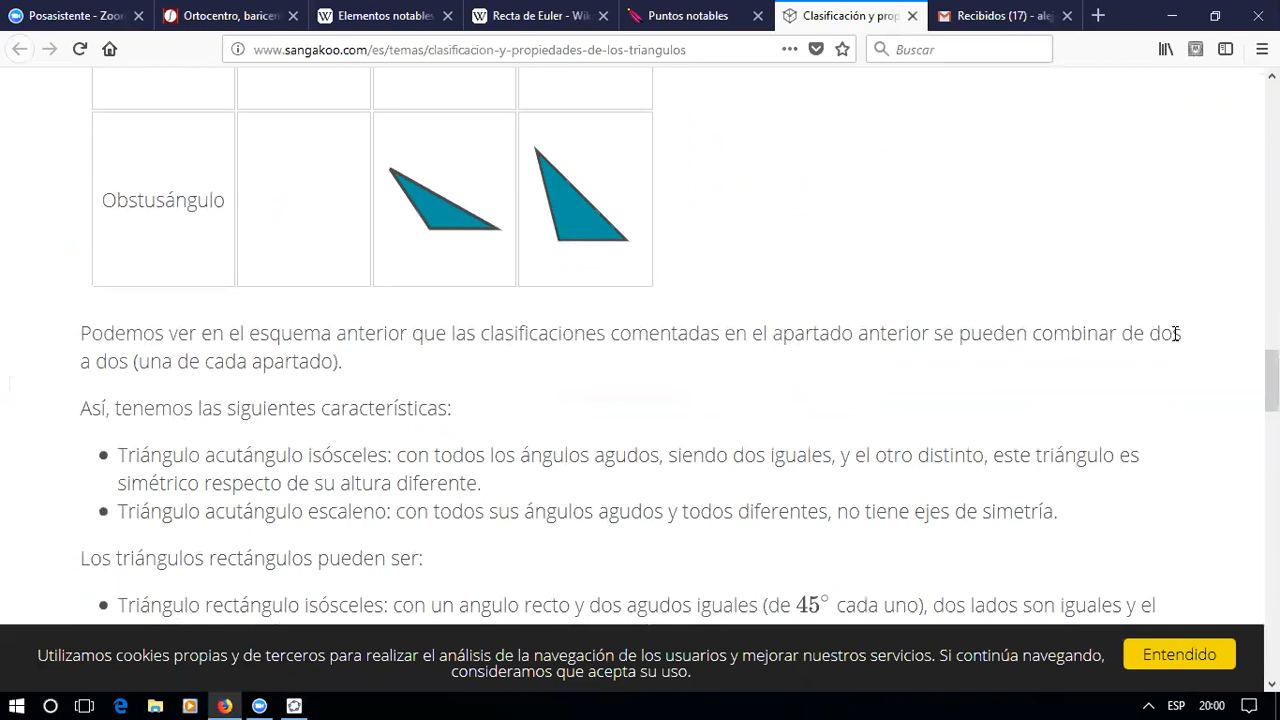 Posasistente - Zoo
Ortocentro, baricen
Elementos notables
Recta de Euler - Wik
Puntos notables
Clasificación y prop
Recibidos (17) - ale
www.sangakoo.com/es/temas/clasificacion-y-propiedades-de-los-triangulos
Buscar
Obstusángulo
Podemos ver en el esquema anterior que las clasificaciones comentadas en el apartado anterior se pueden combinar de dos
a dos (una de cada apartado).
Así, tenemos las siguientes características:
Triángulo acutángulo isósceles: con todos los ángulos agudos, siendo dos iguales, y el otro distinto, este triángulo es
simétrico respecto de su altura diferente.
Triángulo acutángulo escaleno: con todos sus ángulos agudos y todos diferentes, no tiene ejes de simetría.
Los triángulos rectángulos pueden ser:
Triángulo rectángulo isósceles: con un angulo recto y dos agudos iguales (de 45° cada uno), dos lados son iguales y el
Utilizamos cookies propias y de terceros para realizar el análisis de la navegación de los usuarios y mejorar nuestros servicios. Si continúa navegando,
consideramos que acepta su uso.
Entendido
ESP
20:00